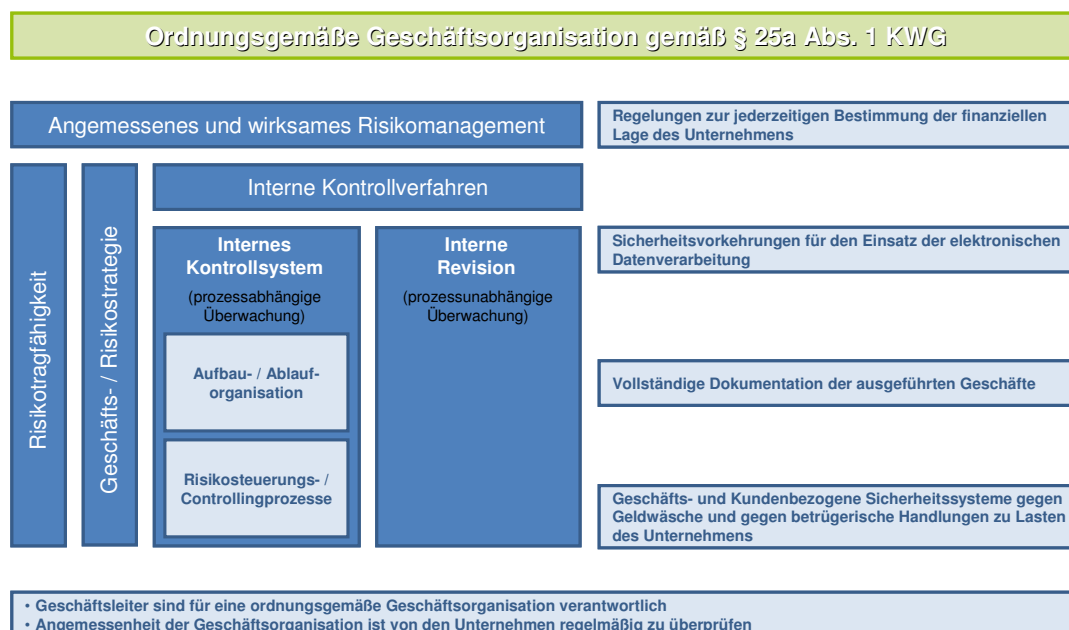 Ordnungsgemäße Geschäftsorganisation gemäß § 25a Abs. 1 KWG
Angemessenes und wirksames Risikomanagement
Regelungen zur jederzeitigen Bestimmung der finanziellen
Lage des Unternehmens
Risikotragfähigkeit
Geschäfts- / Risikostrategie
Interne Kontrollverfahren
Internes
Kontrollsystem
(prozessabhängige
Überwachung)
Aufbau- / Ablauf-
organisation
Risikosteuerungs- /
Controllingprozesse
Interne
Revision
(prozessunabhängige
Überwachung)
Sicherheitsvorkehrungen für den Einsatz der elektronischen
Datenverarbeitung
Vollständige Dokumentation der ausgeführten Geschäfte
Geschäfts- und Kundenbezogene Sicherheitssysteme gegen
Geldwäsche und gegen betrügerische Handlungen zu Lasten
des Unternehmens
• Geschäftsleiter sind für eine ordnungsgemäße Geschäftsorganisation verantwortlich
• Angemessenheit der Geschäftsorganisation ist von den Unternehmen regelmäßig zu überprüfen